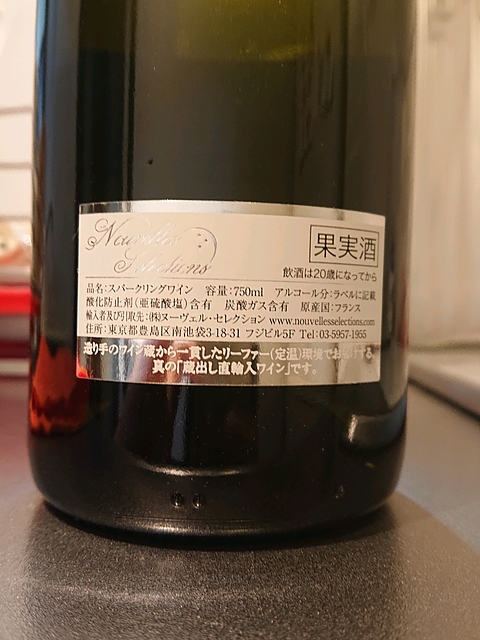 Nouvelles
Selections
果実酒
飲酒は20歳になってから
品名:スパークリングワイン 容量:750ml アルコール分:ラベルに記載
酸化防止剤(亜硫酸塩)含有 炭酸ガス含有 原産国:フランス
輸入者及び引取先:㈱ヌーヴェル・セレクション www.nouvellesselections.com
住所:東京都豊島区南池袋3-18-31 フジビル5F Tel:03-5957-1955
造り手のワイン蔵から一貫したリーファー(定温)環境でお届けする、
真の「蔵出し直輸入ワイン」です。